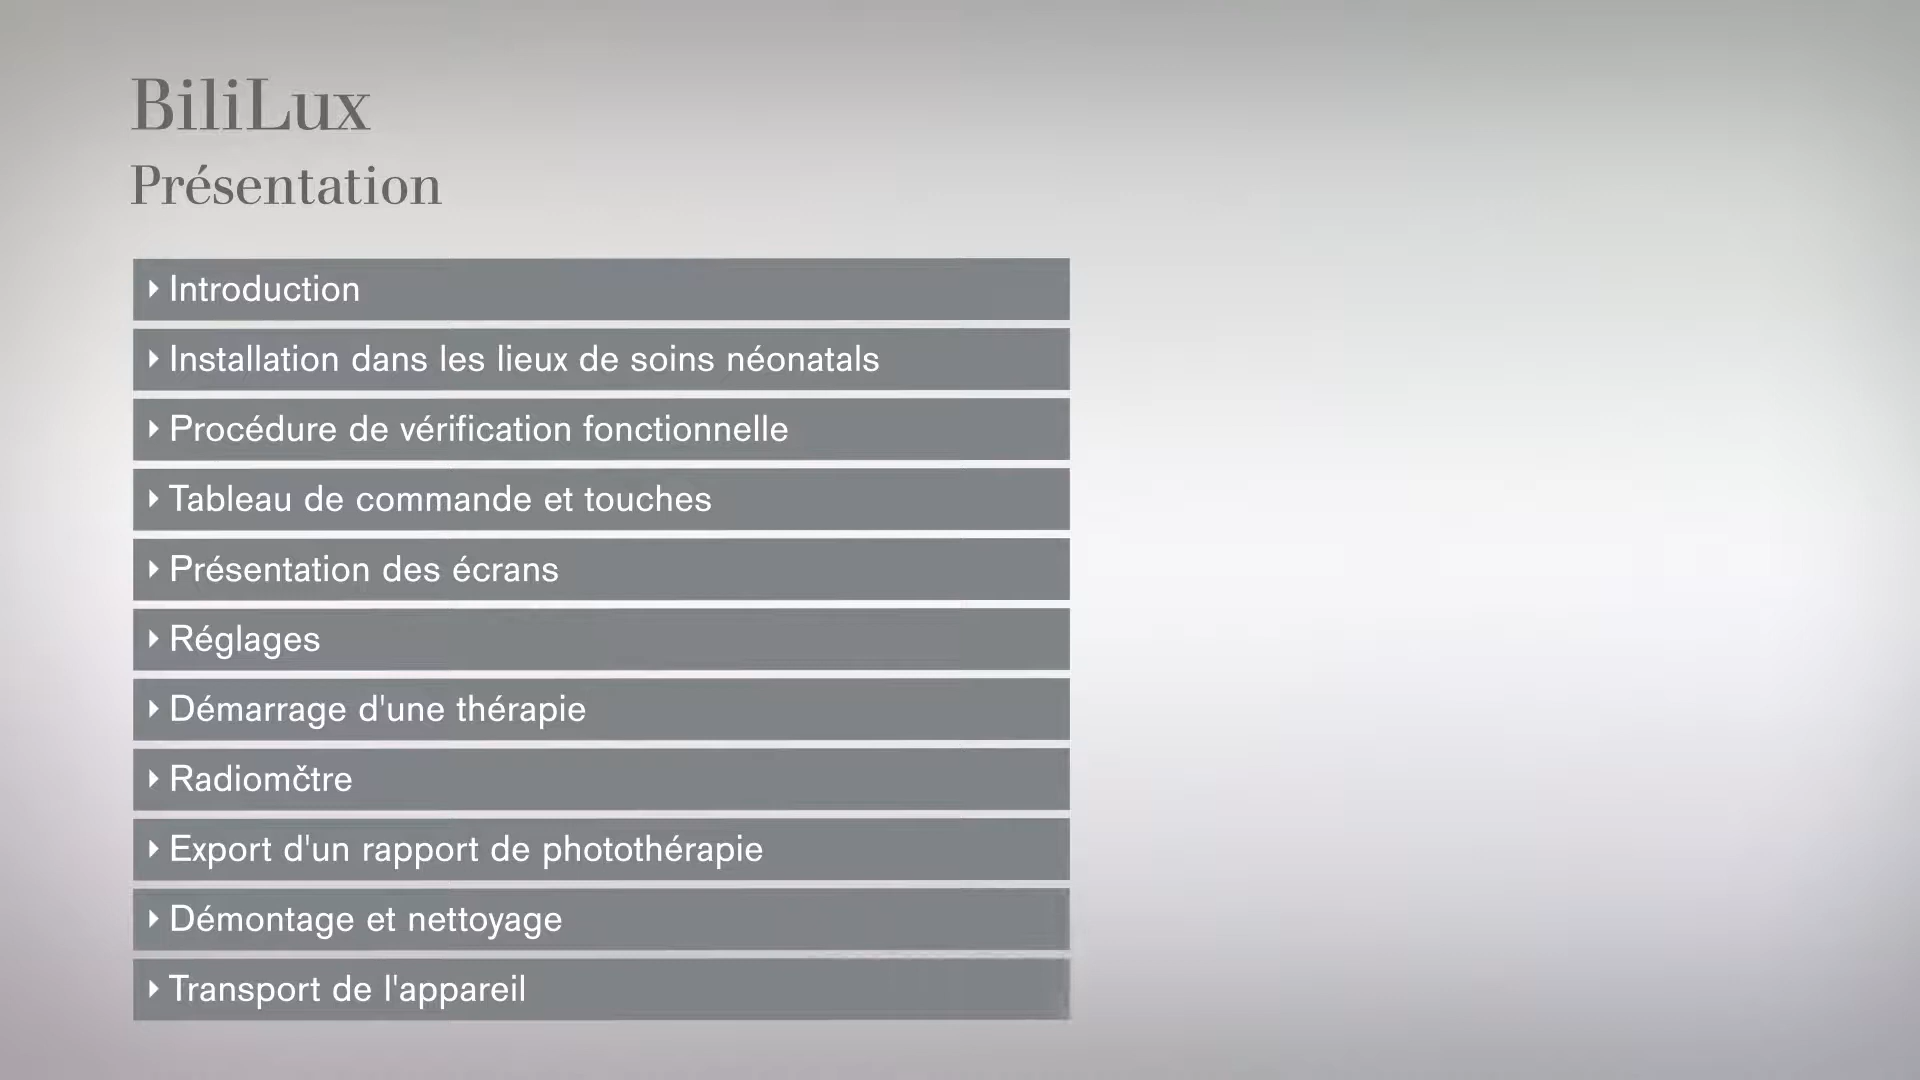 BiliLux
Présentation
Introduction
Installation dans les lieux de soins néonatals
Procédure de vérification fonctionnelle
Tableau de commande et touches
Présentation des écrans
Réglages
Démarrage d'une thérapie
Radiomčtre
Export d'un rapport de photothérapie
Démontage et nettoyage
Transport de l'appareil